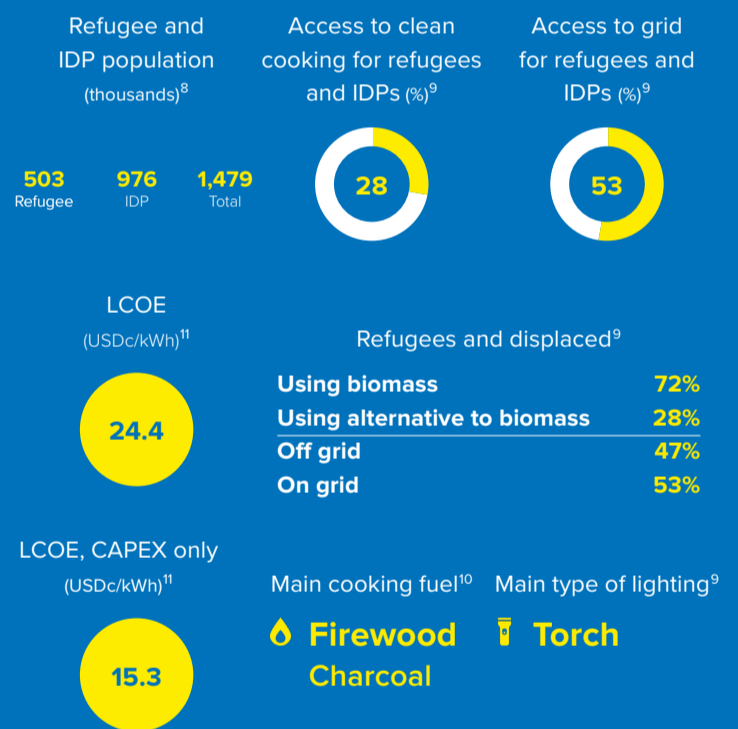 Refugee and
IDP population
(thousands)⁸
503 976 1,479
Refugee IDP Total
Access to clean
cooking for refugees
and IDPs (%)⁹
28
Access to grid
for refugees and
IDPs (%)⁹
53
LCOE
(USDc/kWh)¹¹
24.4
Refugees and displaced⁹
Using biomass 72%
Using alternative to biomass 28%
Off grid 47%
On grid 53%
LCOE, CAPEX only
(USDc/kWh)¹¹
15.3
Main cooking fuel¹⁰
Firewood
Charcoal
Main type of lighting⁹
Torch